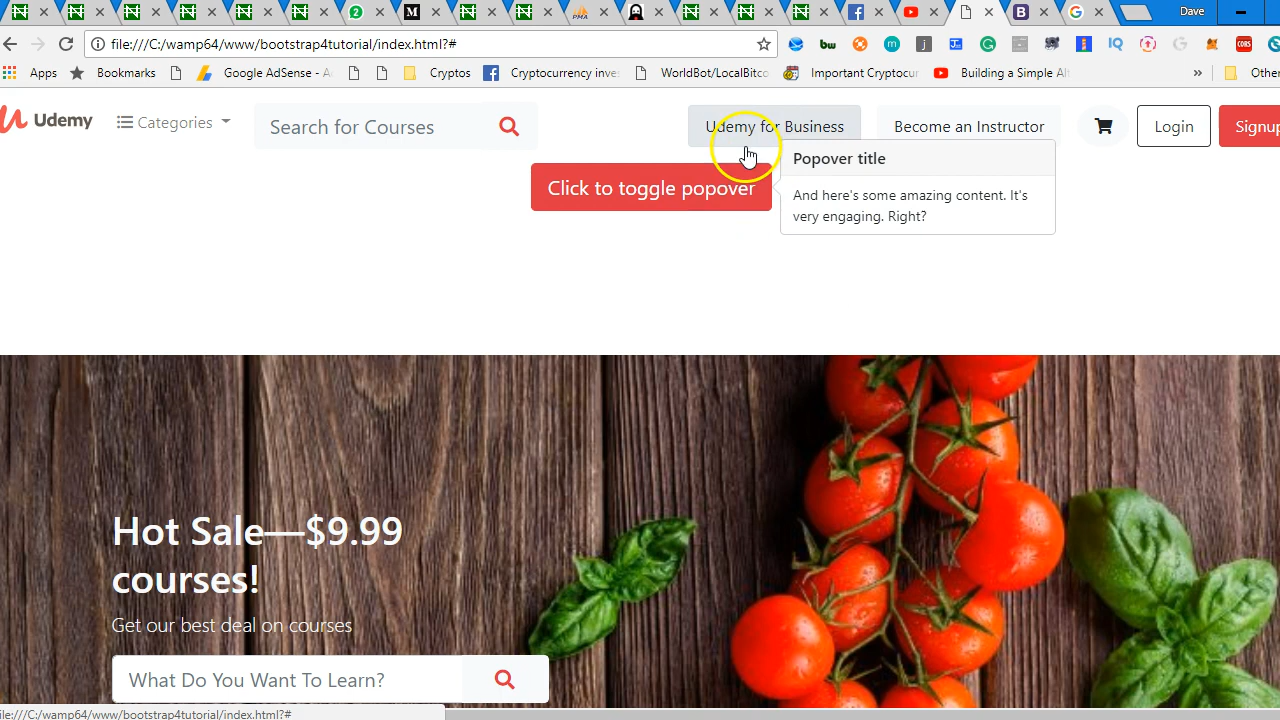 Dave
file:///C:/wamp64/www/bootstrap4tutorial/index.html?#
Apps
Bookmarks
Google AdSense - A
Cryptos
Cryptocurrency inve
WorldBot/LocalBitco
Important Cryptocur
Building a Simple Al
»
Other
Udemy
Categories
Search for Courses
Udemy for Business
Become an Instructor
Login
Signup
Click to toggle popover
Popover title
And here's some amazing content. It's
very engaging. Right?
Hot Sale—$9.99
courses!
Get our best deal on courses
What Do You Want To Learn?
ile:///C:/wamp64/www/bootstrap4tutorial/index.html?#